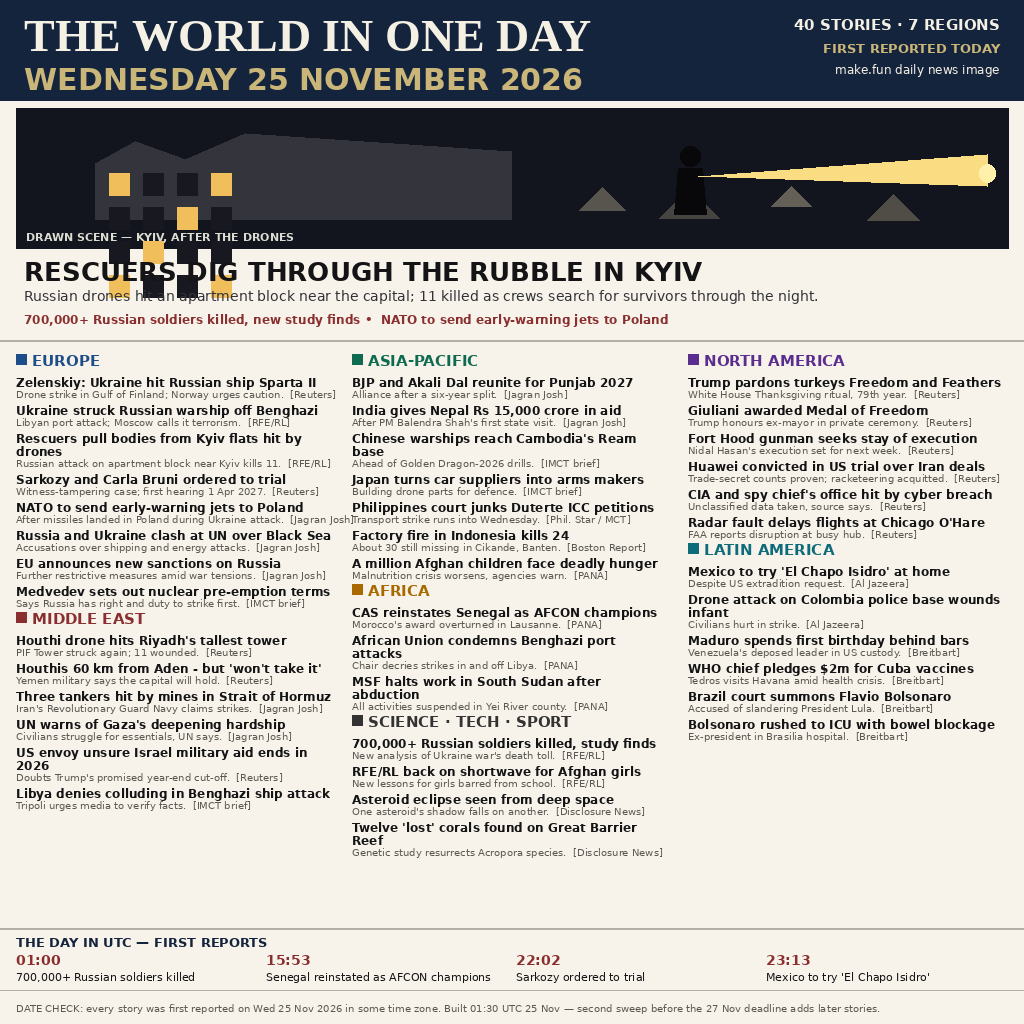 THE WORLD IN ONE DAY
WEDNESDAY 25 NOVEMBER 2026
40 STORIES · 7 REGIONS
FIRST REPORTED TODAY
make.fun daily news image
DRAWN SCENE — KYIV, AFTER THE DRONES
RESCUERS DIG THROUGH THE RUBBLE IN KYIV
Russian drones hit an apartment block near the capital; 11 killed as crews search for survivors through the night.
700,000+ Russian soldiers killed, new study finds • NATO to send early-warning jets to Poland
EUROPE
Zelenskiy: Ukraine hit Russian ship Sparta II
Drone strike in Gulf of Finland; Norway urges caution. [Reuters]
Ukraine struck Russian warship off Benghazi
Libyan port attack; Moscow calls it terrorism. [RFE/RL]
Rescuers pull bodies from Kyiv flats hit by
drones
Russian attack on apartment block near Kyiv kills 11. [RFE/RL]
Sarkozy and Carla Bruni ordered to trial
Witness-tampering case; first hearing 1 Apr 2027. [Reuters]
NATO to send early-warning jets to Poland
After missiles landed in Poland during Ukraine attack. [Jagran Josh]
Russia and Ukraine clash at UN over Black Sea
Accusations over shipping and energy attacks. [Jagran Josh]
EU announces new sanctions on Russia
Further restrictive measures amid war tensions. [Jagran Josh]
Medvedev sets out nuclear pre-emption terms
Says Russia has right and duty to strike first. [IMCT brief]
MIDDLE EAST
Houthi drone hits Riyadh's tallest tower
PIF Tower struck again; 11 wounded. [Reuters]
Houthis 60 km from Aden - but 'won't take it'
Yemen military says the capital will hold. [Reuters]
Three tankers hit by mines in Strait of Hormuz
Iran's Revolutionary Guard Navy claims strikes. [Jagran Josh]
UN warns of Gaza's deepening hardship
Civilians struggle for essentials, UN says. [Jagran Josh]
US envoy unsure Israel military aid ends in
2026
Doubts Trump's promised year-end cut-off. [Reuters]
Libya denies colluding in Benghazi ship attack
Tripoli urges media to verify facts. [IMCT brief]
ASIA-PACIFIC
BJP and Akali Dal reunite for Punjab 2027
Alliance after a six-year split. [Jagran Josh]
India gives Nepal Rs 15,000 crore in aid
After PM Balendra Shah's first state visit. [Jagran Josh]
Chinese warships reach Cambodia's Ream
base
Ahead of Golden Dragon-2026 drills. [IMCT brief]
Japan turns car suppliers into arms makers
Building drone parts for defence. [IMCT brief]
Philippines court junks Duterte ICC petitions
Transport strike runs into Wednesday. [Phil. Star / MCT]
Factory fire in Indonesia kills 24
About 30 still missing in Cikande, Banten. [Boston Report]
A million Afghan children face deadly hunger
Malnutrition crisis worsens, agencies warn. [PANA]
AFRICA
CAS reinstates Senegal as AFCON champions
Morocco's award overturned in Lausanne. [PANA]
African Union condemns Benghazi port
attacks
Chair decries strikes in and off Libya. [PANA]
MSF halts work in South Sudan after
abduction
All activities suspended in Yei River county. [PANA]
SCIENCE · TECH · SPORT
700,000+ Russian soldiers killed, study finds
New analysis of Ukraine war's death toll. [RFE/RL]
RFE/RL back on shortwave for Afghan girls
New lessons for girls barred from school. [RFE/RL]
Asteroid eclipse seen from deep space
One asteroid's shadow falls on another. [Disclosure News]
Twelve 'lost' corals found on Great Barrier
Reef
Genetic study resurrects Acropora species. [Disclosure News]
NORTH AMERICA
Trump pardons turkeys Freedom and Feathers
White House Thanksgiving ritual, 79th year. [Reuters]
Giuliani awarded Medal of Freedom
Trump honours ex-mayor in private ceremony. [Reuters]
Fort Hood gunman seeks stay of execution
Nidal Hasan's execution set for next week. [Reuters]
Huawei convicted in US trial over Iran deals
Trade-secret counts proven; racketeering acquitted. [Reuters]
CIA and spy chief's office hit by cyber breach
Unclassified data taken, source says. [Reuters]
Radar fault delays flights at Chicago O'Hare
FAA reports disruption at busy hub. [Reuters]
LATIN AMERICA
Mexico to try 'El Chapo Isidro' at home
Despite US extradition request. [Al Jazeera]
Drone attack on Colombia police base wounds
infant
Civilians hurt in strike. [Al Jazeera]
Maduro spends first birthday behind bars
Venezuela's deposed leader in US custody. [Breitbart]
WHO chief pledges $2m for Cuba vaccines
Tedros visits Havana amid health crisis. [Breitbart]
Brazil court summons Flavio Bolsonaro
Accused of slandering President Lula. [Breitbart]
Bolsonaro rushed to ICU with bowel blockage
Ex-president in Brasilia hospital. [Breitbart]
THE DAY IN UTC — FIRST REPORTS
01:00
700,000+ Russian soldiers killed
15:53
Senegal reinstated as AFCON champions
22:02
Sarkozy ordered to trial
23:13
Mexico to try 'El Chapo Isidro'
DATE CHECK: every story was first reported on Wed 25 Nov 2026 in some time zone. Built 01:30 UTC 25 Nov — second sweep before the 27 Nov deadline adds later stories.